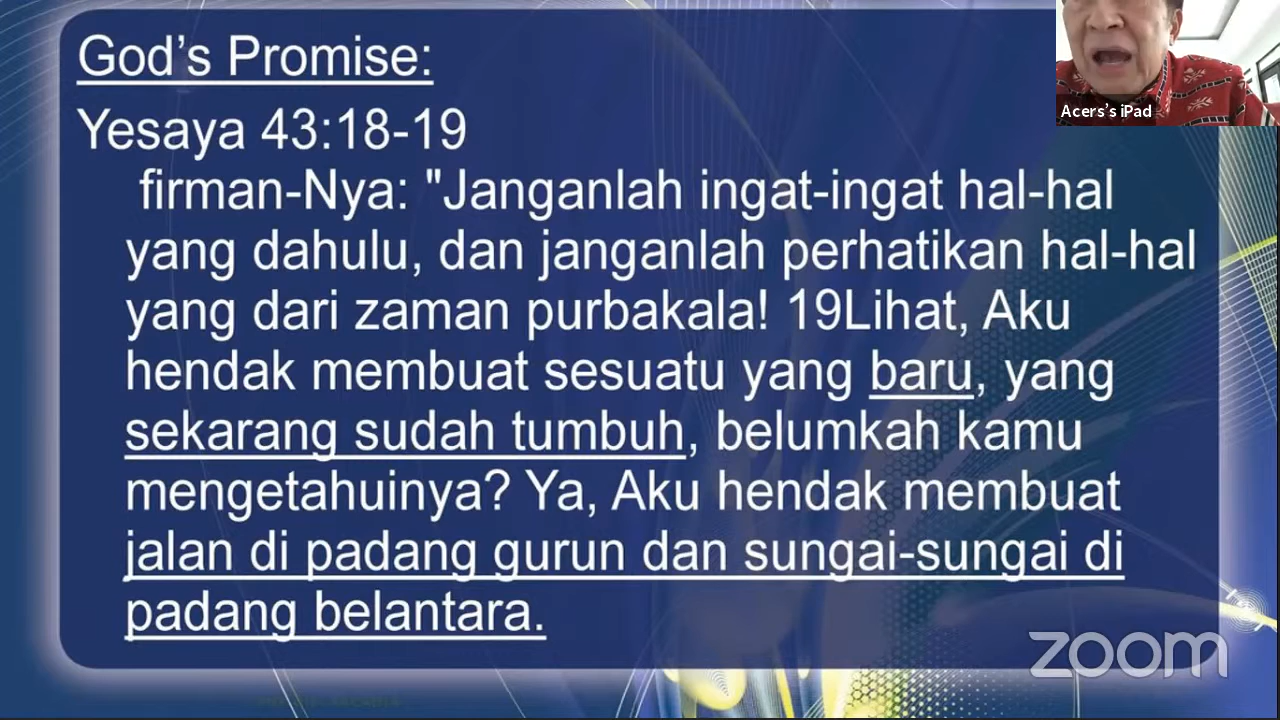 God’s Promise:
Yesaya 43:18-19
firman-Nya: "Janganlah ingat-ingat hal-hal
yang dahulu, dan janganlah perhatikan hal-hal
yang dari zaman purbakala! 19Lihat, Aku
hendak membuat sesuatu yang baru, yang
sekarang sudah tumbuh, belumkah kamu
mengetahuinya? Ya, Aku hendak membuat
jalan di padang gurun dan sungai-sungai di
padang belantara.
Acers’s iPad
zoom